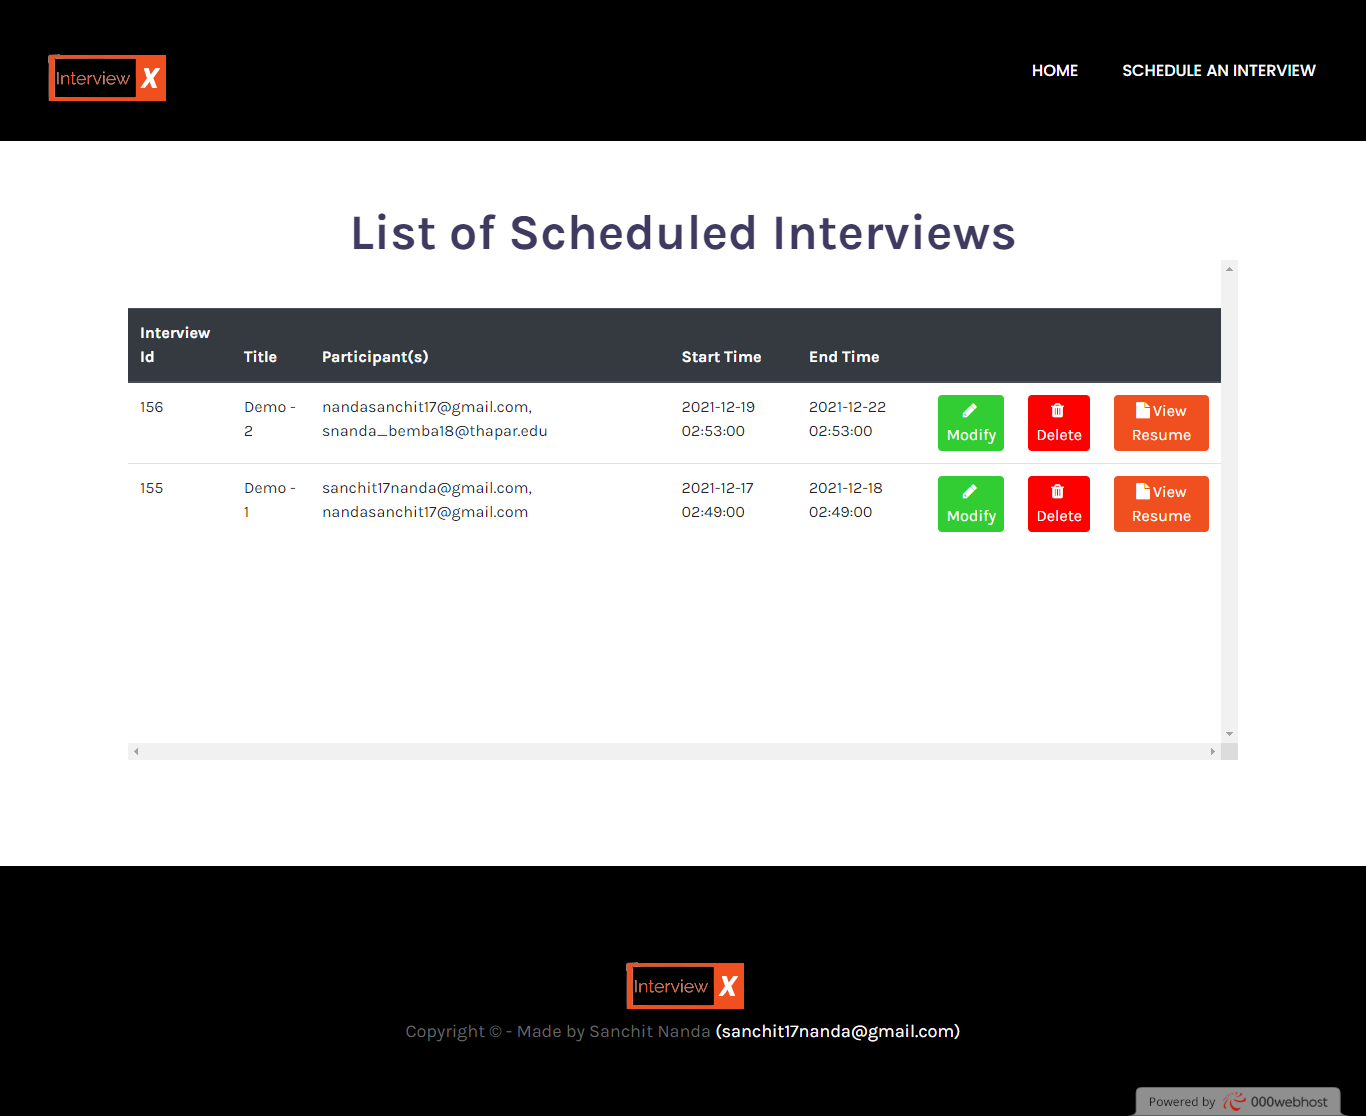 Interview X
HOME
SCHEDULE AN INTERVIEW
List of Scheduled Interviews
Interview
Id
Title
Participant(s)
Start Time
End Time
156
Demo -
2
nandasanchit17@gmail.com,
snanda_bemba18@thapar.edu
2021-12-19
02:53:00
2021-12-22
02:53:00
Modify
Delete
View
Resume
155
Demo -
1
sanchit17nanda@gmail.com,
nandasanchit17@gmail.com
2021-12-17
02:49:00
2021-12-18
02:49:00
Modify
Delete
View
Resume
Interview X
Copyright © - Made by Sanchit Nanda (sanchit17nanda@gmail.com)
Powered by 000webhost